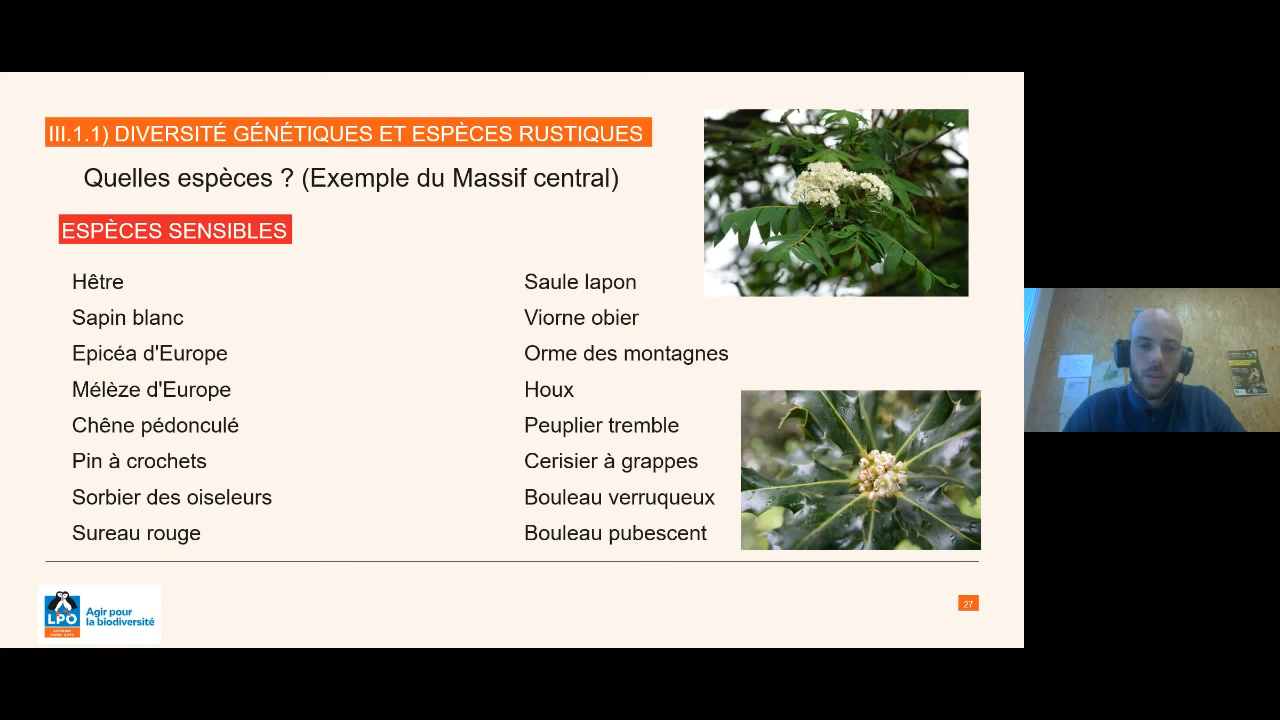 III.1.1) DIVERSITÉ GÉNÉTIQUES ET ESPÈCES RUSTIQUES
Quelles espèces ? (Exemple du Massif central)
ESPÈCES SENSIBLES
Hêtre
Sapin blanc
Epicéa d'Europe
Mélèze d'Europe
Chêne pédonculé
Pin à crochets
Sorbier des oiseleurs
Sureau rouge
Saule lapon
Viorne obier
Orme des montagnes
Houx
Peuplier tremble
Cerisier à grappes
Bouleau verruqueux
Bouleau pubescent
LPO
Agir pour
la biodiversité
27